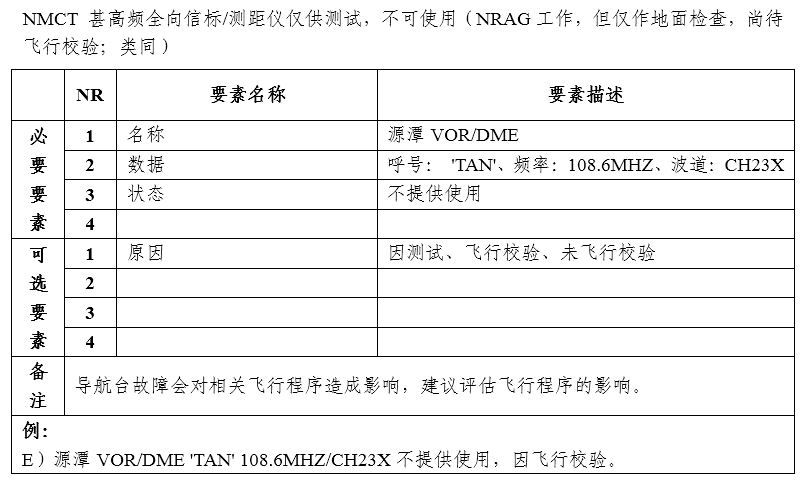 NMCT 甚高频全向信标/测距仪仅供测试，不可使用（NRAG 工作，但仅作地面检查，尚待
飞行校验；类同）
NR 要素名称 要素描述
必要要素
1 名称 源潭 VOR/DME
2 数据 呼号： 'TAN'、频率：108.6MHZ、波道：CH23X
3 状态 不提供使用
4
可选要素
1 原因 因测试、飞行校验、未飞行校验
2
3
4
备注 导航台故障会对相关飞行程序造成影响，建议评估飞行程序的影响。
例：
E）源潭 VOR/DME 'TAN' 108.6MHZ/CH23X 不提供使用，因飞行校验。